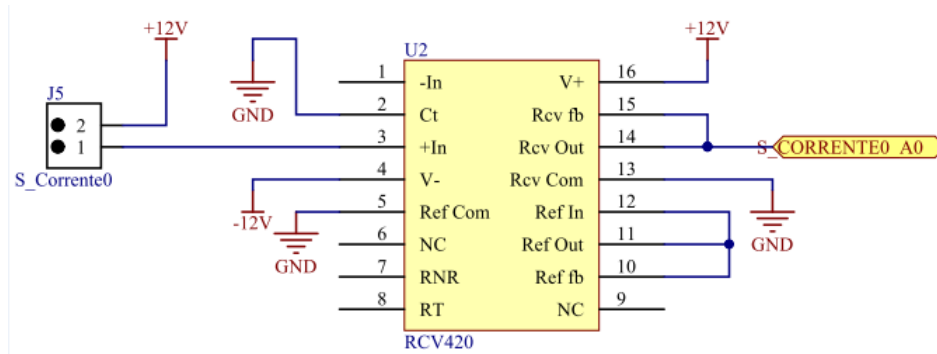 +12V
+12V
U2
J5
2
1
S_Corrente0
GND
-12V
GND
1 -In V+ 16
2 Ct Rcv fb 15
3 +In Rcv Out 14
4 V- Rcv Com 13
5 Ref Com Ref In 12
6 NC Ref Out 11
7 RNR Ref fb 10
8 RT NC 9
S_CORRENTE0_A0
GND
RCV420